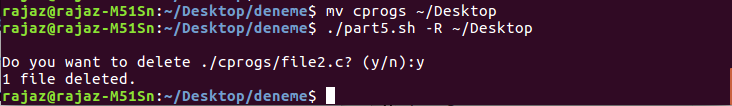 rajaz@rajaz-M51Sn:~/Desktop/deneme$ mv cprogs ~/Desktop
rajaz@rajaz-M51Sn:~/Desktop/deneme$ ./part5.sh -R ~/Desktop
Do you want to delete ./cprogs/file2.c? (y/n):y
1 file deleted.
rajaz@rajaz-M51Sn:~/Desktop/deneme$